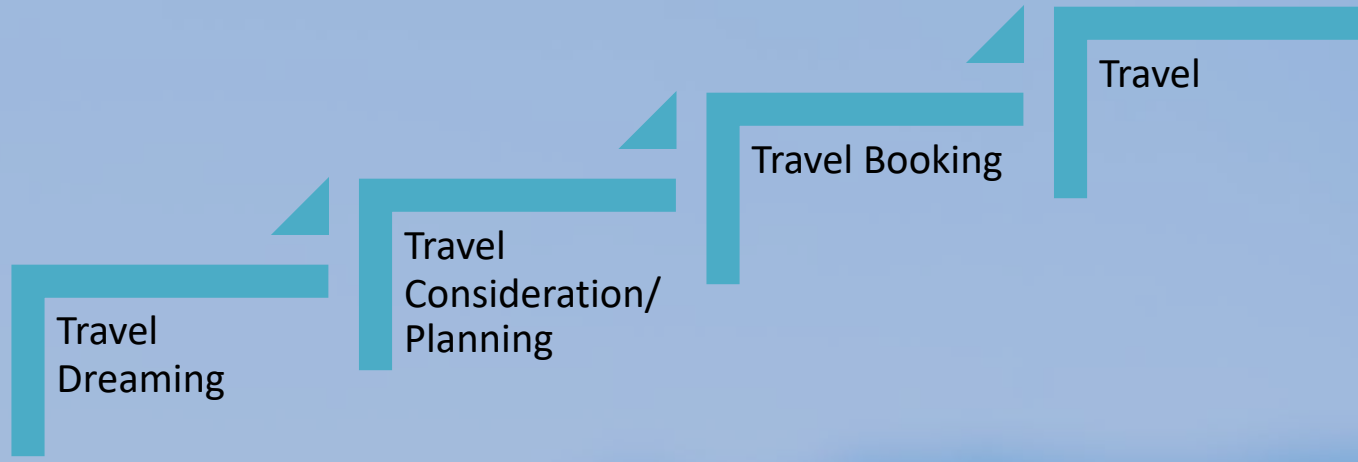 Travel
Dreaming
Travel
Consideration/
Planning
Travel Booking
Travel